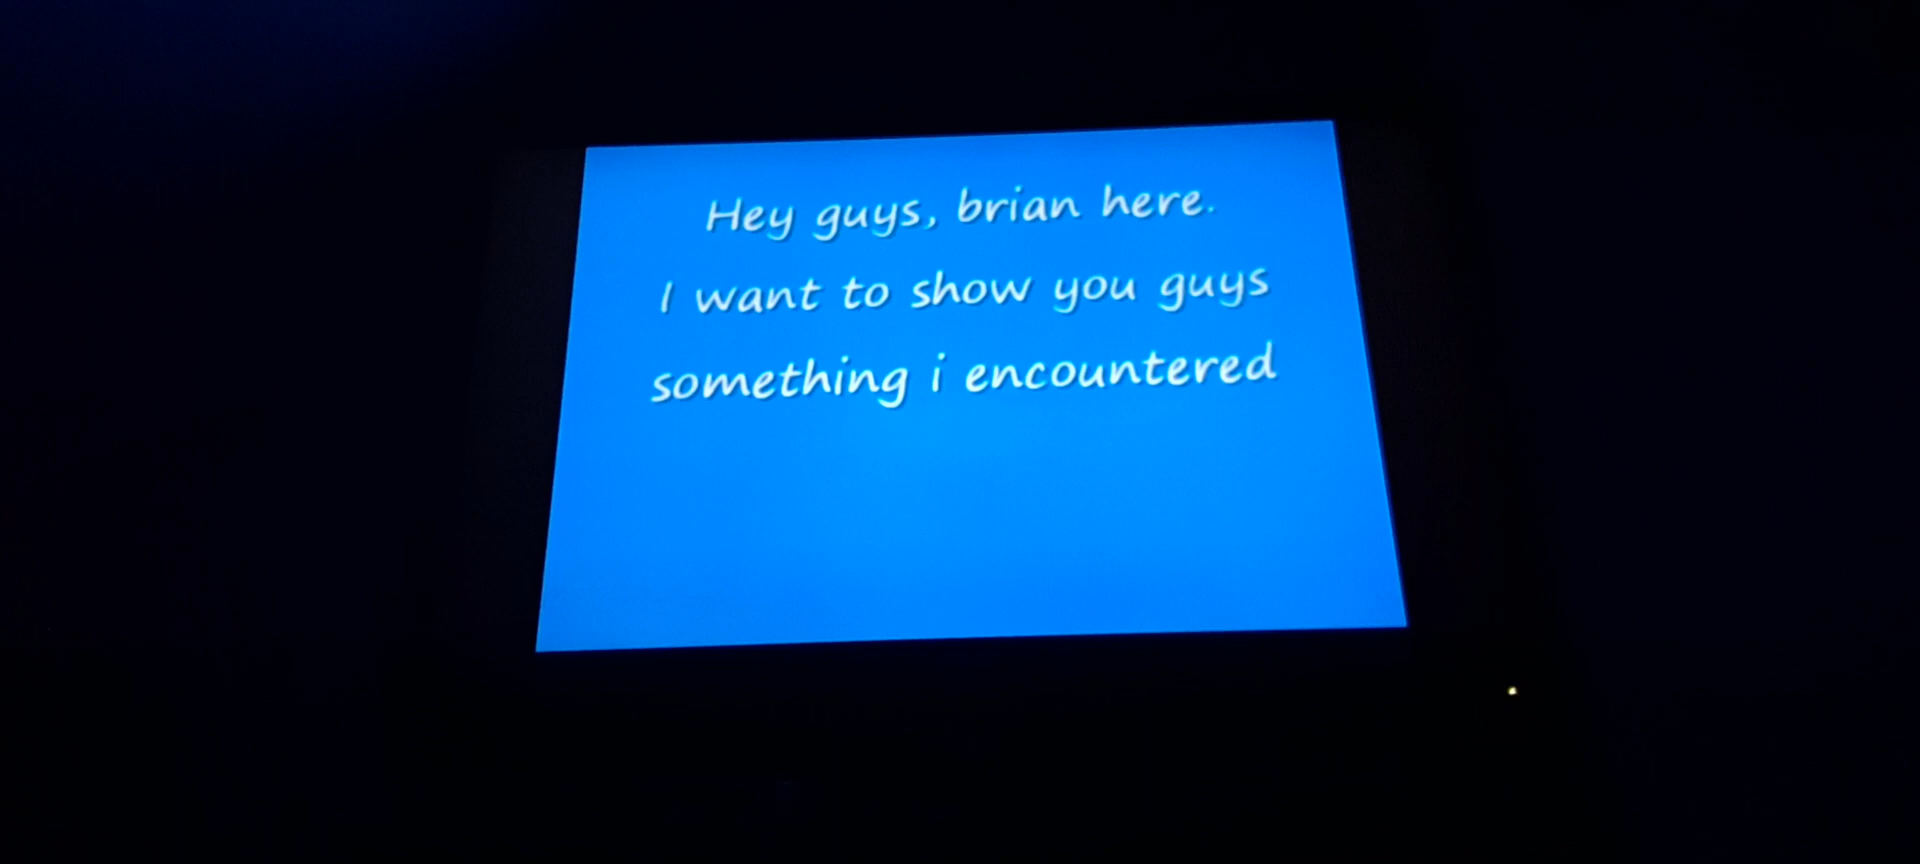 Hey guys, brian here.
I want to show you guys
something i encountered